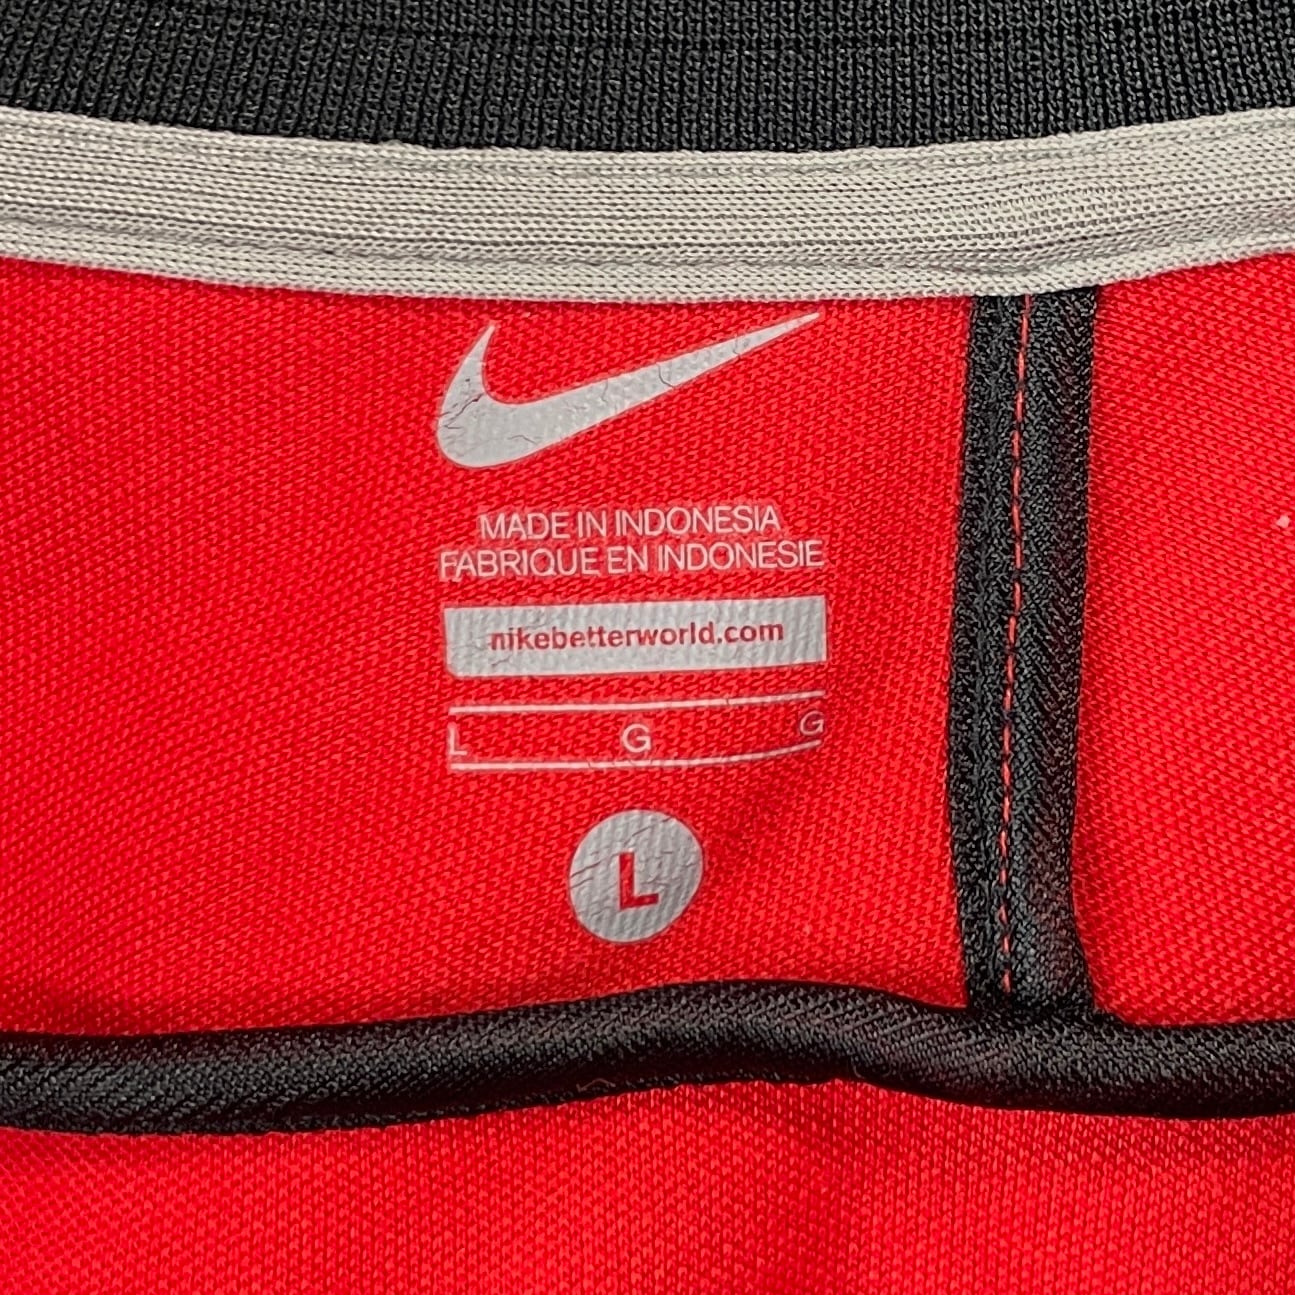 MADE IN INDONESIA
FABRIQUE EN INDONESIE
nikebetterworld.com
L G G
L